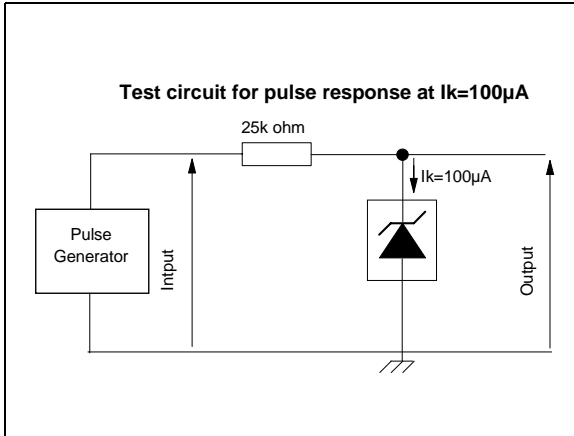 Test circuit for pulse response at Ik=100µA
25k ohm
Ik=100µA
Pulse
Generator
Intput
Output